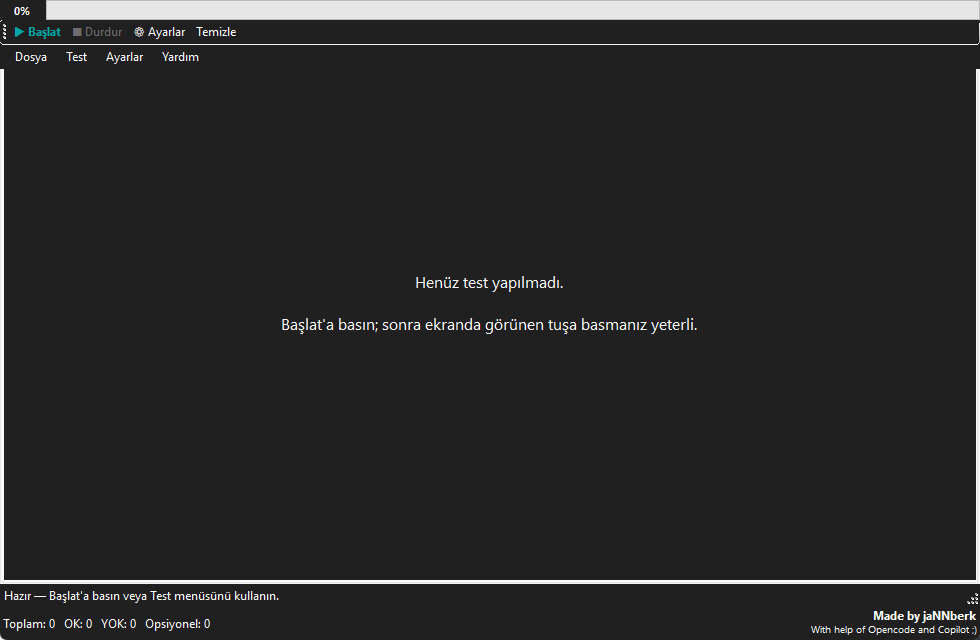 0%
Başlat Durdur Ayarlar Temizle
Dosya Test Ayarlar Yardım
Henüz test yapılmadı.
Başlat'a basın; sonra ekranda görünen tuşa basmanız yeterli.
Hazır — Başlat'a basın veya Test menüsünü kullanın.
Toplam: 0 OK: 0 YOK: 0 Opsiyonel: 0
Made by jaNNberk
With help of Opencode and Copilot :)